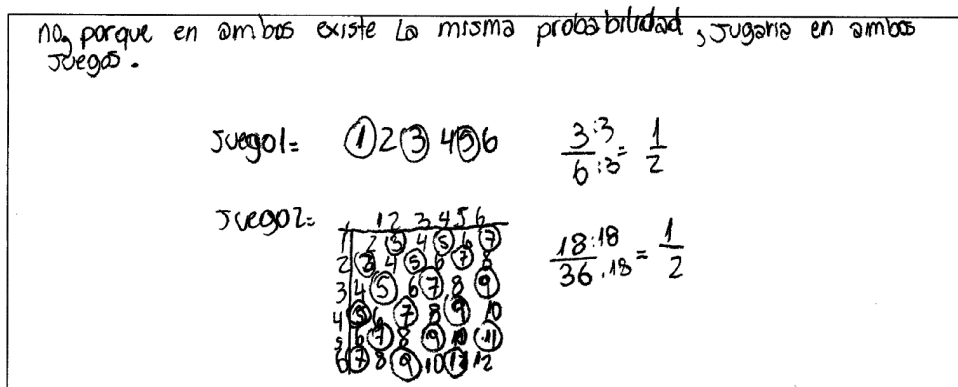 no, porque en ambos existe la misma probabilidad, jugaria en ambos
juegos.
juego1= 1 2 3 4 5 6 3:3/6:3 = 1/2
juego2= + 1 2 3 4 5 6
1 2 3 4 5 6 7
2 3 4 5 6 7 8
3 4 5 6 7 8 9
4 5 6 7 8 9 10
5 6 7 8 9 10 11
6 7 8 9 10 11 12
18:18/36:18 = 1/2